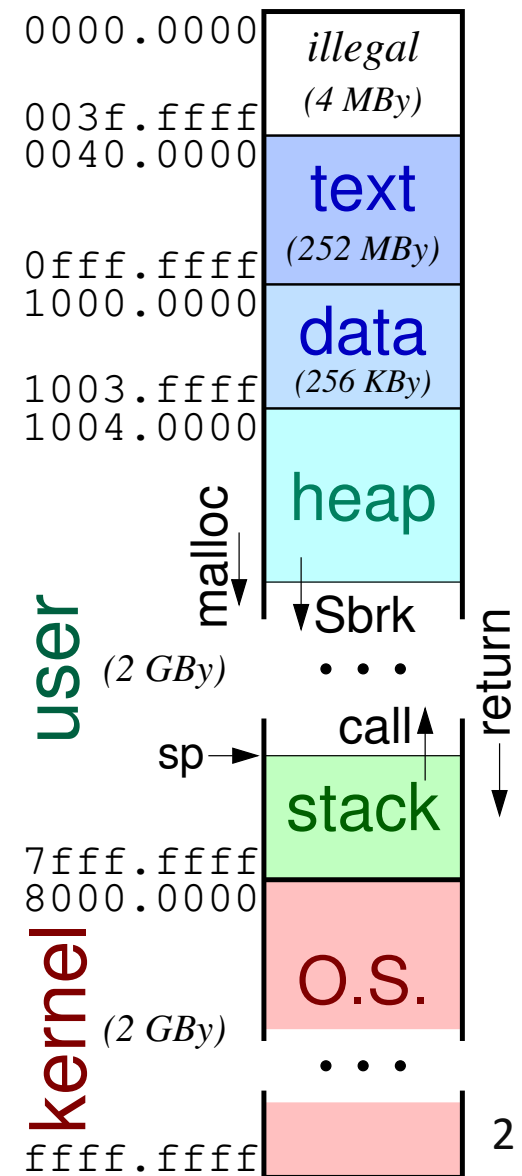 0000.0000
illegal
(4 MBy)
003f.ffff
0040.0000
text
(252 MBy)
0fff.ffff
1000.0000
data
(256 KBy)
1003.ffff
1004.0000
heap
malloc
Sbrk
user
(2 GBy)
• • •
return
call
sp
stack
7fff.ffff
8000.0000
kernel
O.S.
(2 GBy)
• • •
2
ffff.ffff